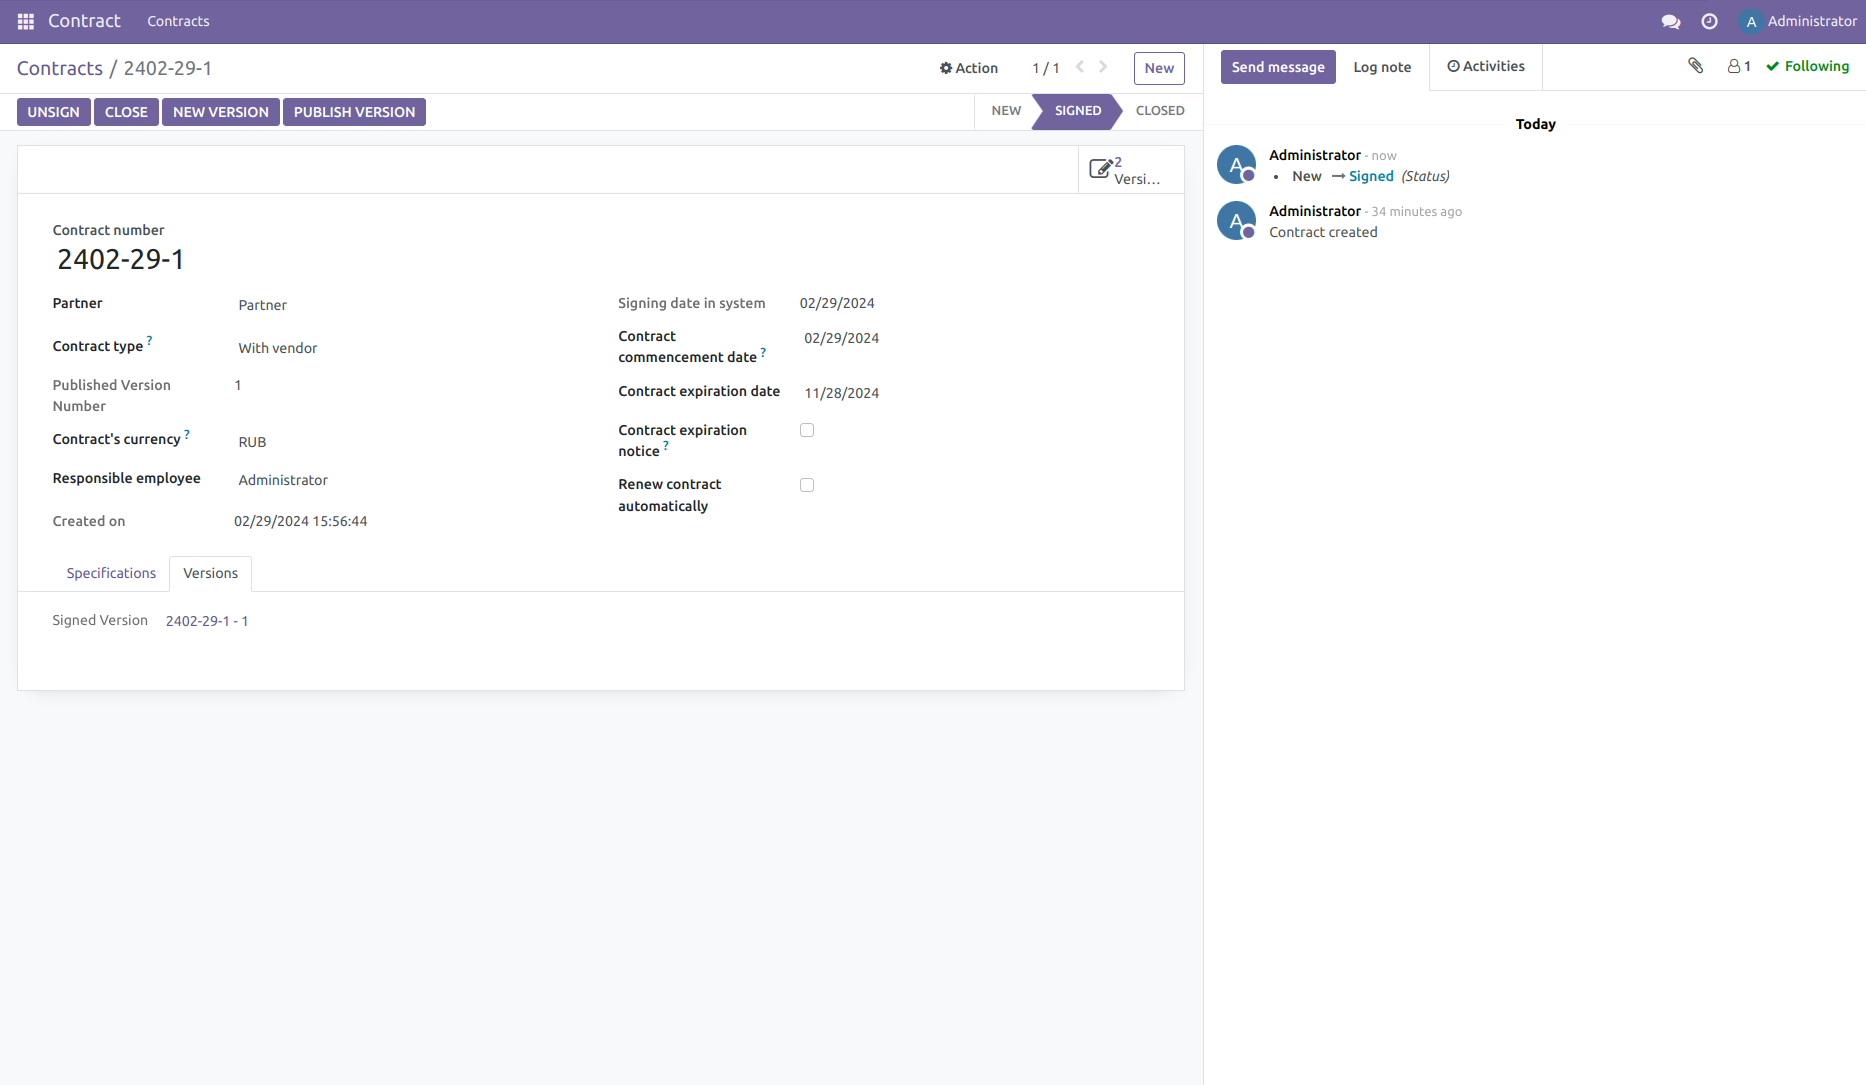 Contract Contracts A Administrator
Contracts / 2402-29-1 Action 1 / 1 New
UNSIGN CLOSE NEW VERSION PUBLISH VERSION NEW SIGNED CLOSED
2
Versi...
Contract number
2402-29-1
Partner Partner
Contract type ? With vendor
Published Version
Number
1
Contract's currency ? RUB
Responsible employee Administrator
Created on 02/29/2024 15:56:44
Signing date in system 02/29/2024
Contract
commencement date ?
02/29/2024
Contract expiration date 11/28/2024
Contract expiration
notice ?
Renew contract
automatically
Specifications Versions
Signed Version 2402-29-1 - 1
Send message Log note Activities 1 Following
Today
A
Administrator - now
• New → Signed (Status)
A
Administrator - 34 minutes ago
Contract created